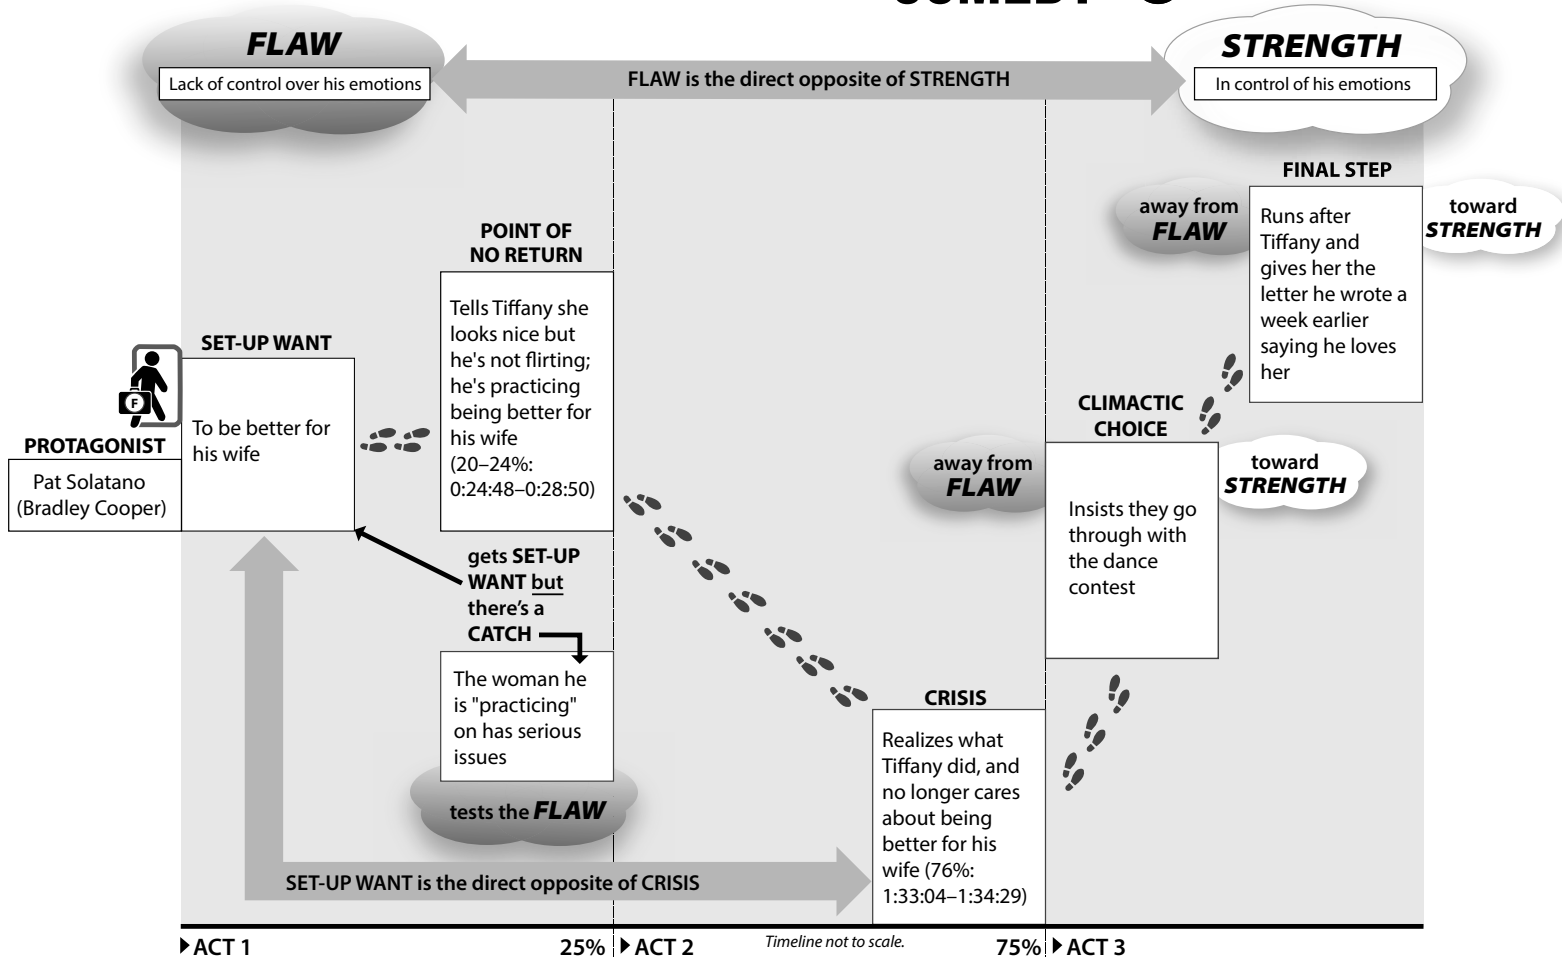 FLAW
Lack of control over his emotions
FLAW is the direct opposite of STRENGTH
STRENGTH
In control of his emotions
FINAL STEP
away from
FLAW
Runs after
Tiffany and
gives her the
letter he wrote a
week earlier
saying he loves
her
toward
STRENGTH
POINT OF
NO RETURN
Tells Tiffany she
looks nice but
he's not flirting;
he's practicing
being better for
his wife
(20–24%:
0:24:48–0:28:50)
SET-UP WANT
To be better for
his wife
F
PROTAGONIST
Pat Solatano
(Bradley Cooper)
CLIMACTIC
CHOICE
away from
FLAW
Insists they go
through with
the dance
contest
toward
STRENGTH
gets SET-UP
WANT but
there's a
CATCH
The woman he
is "practicing"
on has serious
issues
tests the FLAW
CRISIS
Realizes what
Tiffany did, and
no longer cares
about being
better for his
wife (76%:
1:33:04–1:34:29)
SET-UP WANT is the direct opposite of CRISIS
ACT 1
25%
ACT 2
Timeline not to scale.
75%
ACT 3